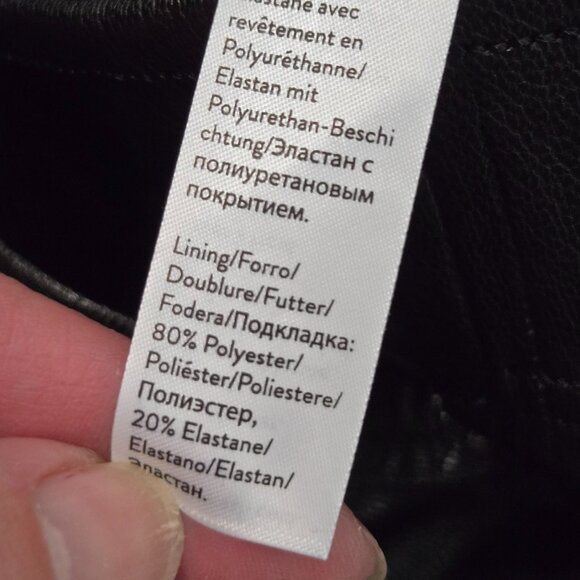 avec
revêtement en
Polyuréthanne/
Elastan mit
Polyurethan-Beschi
chtung/Эластан с
полиуретановым
покрытием.
Lining/Forro/
Doublure/Futter/
Fodera/Подкладка:
80% Polyester/
Poliéster/Poliestere/
Полиэстер,
20% Elastane/
Elastano/Elastan/
Эластан.